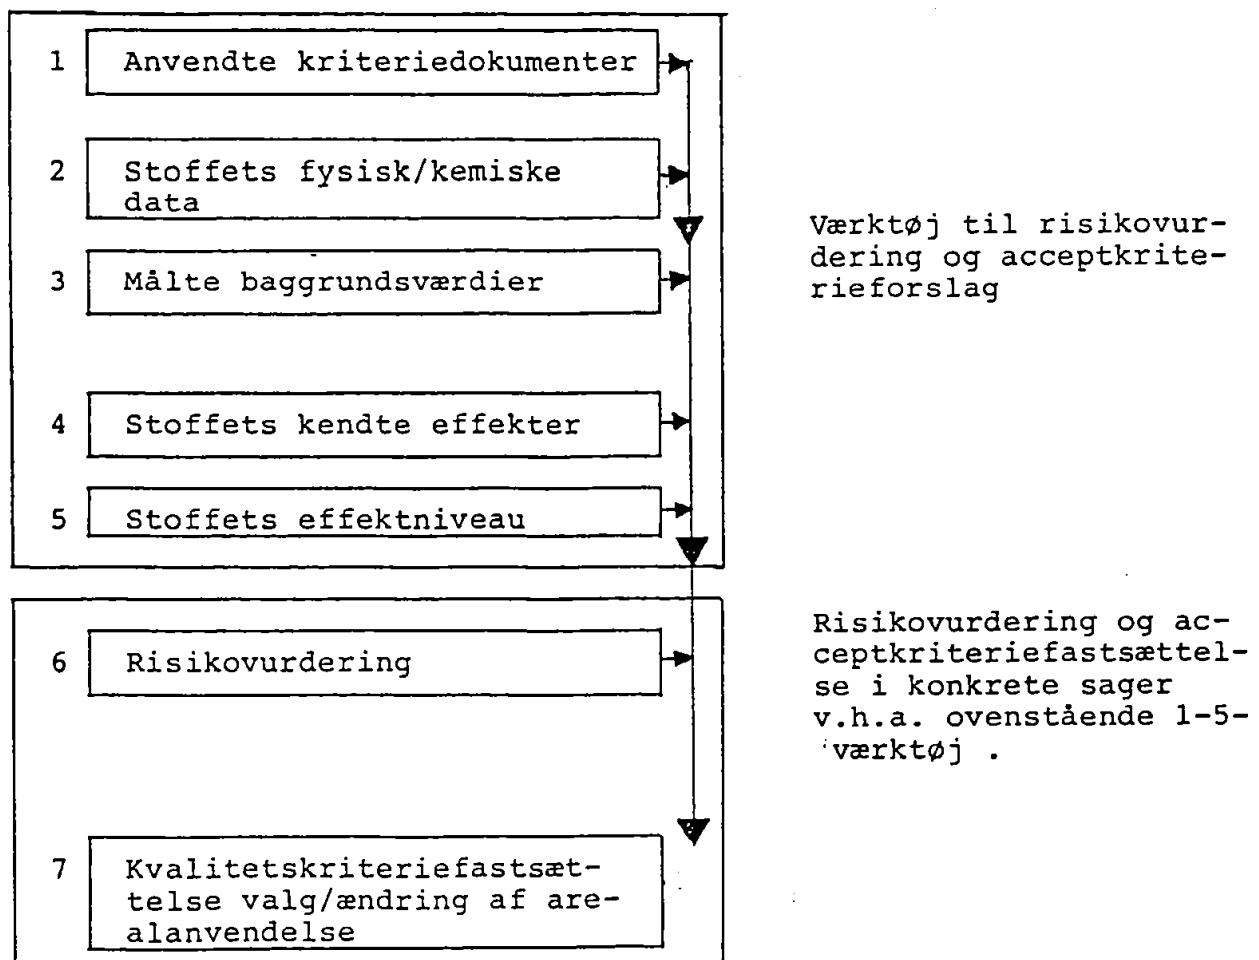 1 Anvendte kriteriedokumenter
2 Stoffets fysisk/kemiske
data
3 Målte baggrundsværdier
4 Stoffets kendte effekter
5 Stoffets effektniveau
Værktøj til risikovur-
dering og acceptkrite-
rieforslag
6 Risikovurdering
7 Kvalitetskriteriefastsæt-
telse valg/ændring af are-
alanvendelse
Risikovurdering og ac-
ceptkriteriefastsættel-
se i konkrete sager
v.h.a. ovenstående 1-5-
værktøj .